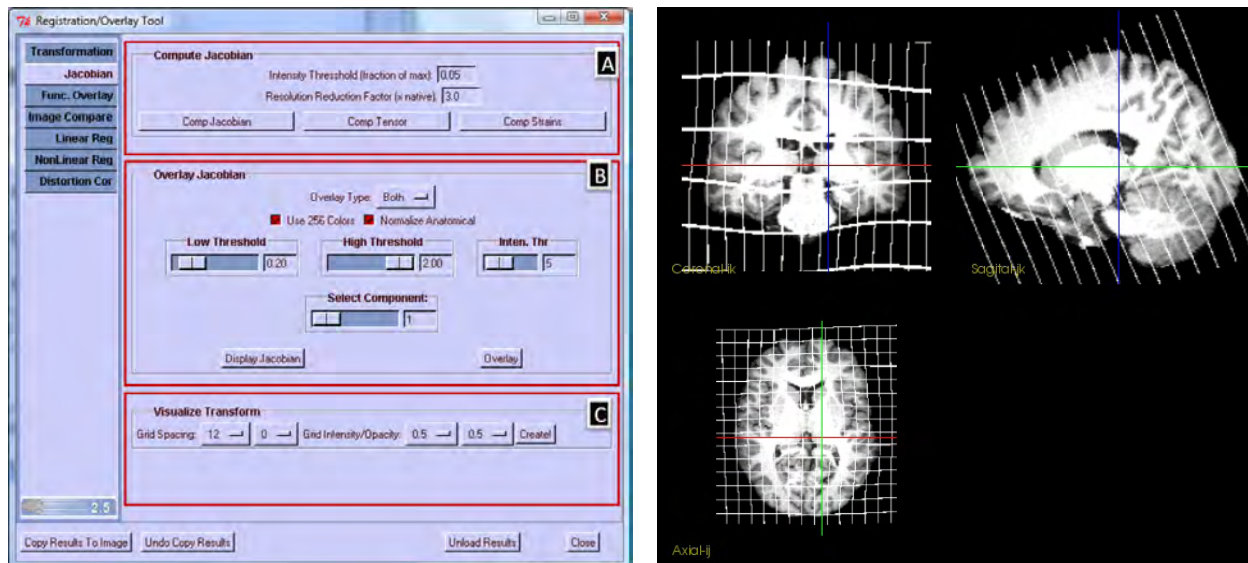 Registration/Overlay Tool
Transformation
Jacobian
Func. Overlay
Image Compare
Linear Reg
NonLinear Reg
Distortion Cor
2.5
Compute Jacobian
A
Intensity Threshold (fraction of max): 0.05
Resolution Reduction Factor (x native): 3.0
Comp Jacobian Comp Tensor Comp Strains
Overlay Jacobian
B
Overlay Type: Both
Use 256 Colors Normalize Anatomical
Low Threshold High Threshold Inten. Thr
0.20 2.00 5
Select Component:
1
Display Jacobian Overlay
Visualize Transform
C
Grid Spacing: 12 0 Grid Intensity/Opacity: 0.5 0.5 Create!
Copy Results To Image Undo Copy Results Unload Results Close
Coronal-ik
Sagital-jk
Axial-ij